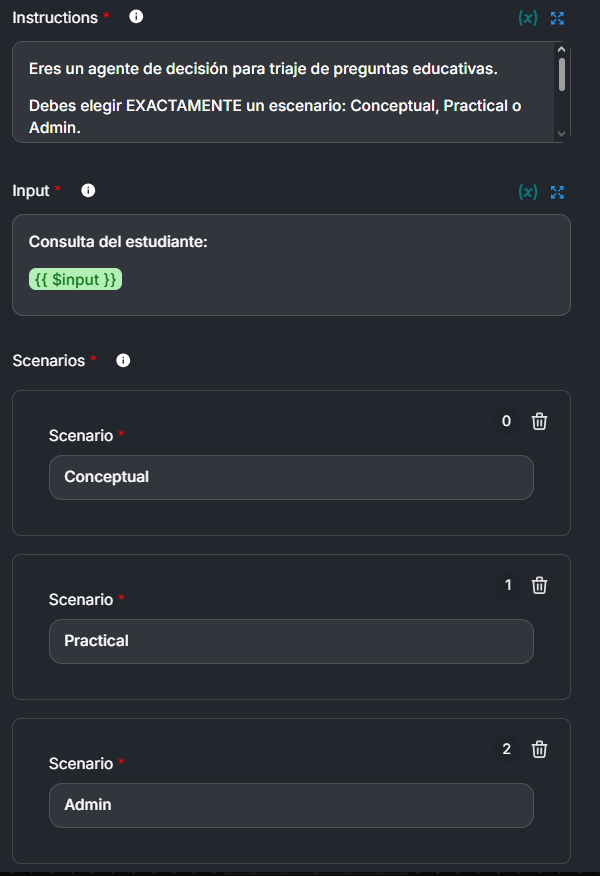 Instructions *
(x)
Eres un agente de decisión para triaje de preguntas educativas.
Debes elegir EXACTAMENTE un escenario: Conceptual, Practical o
Admin.
Input *
(x)
Consulta del estudiante:
{{ $input }}
Scenarios *
0
Scenario *
Conceptual
1
Scenario *
Practical
2
Scenario *
Admin